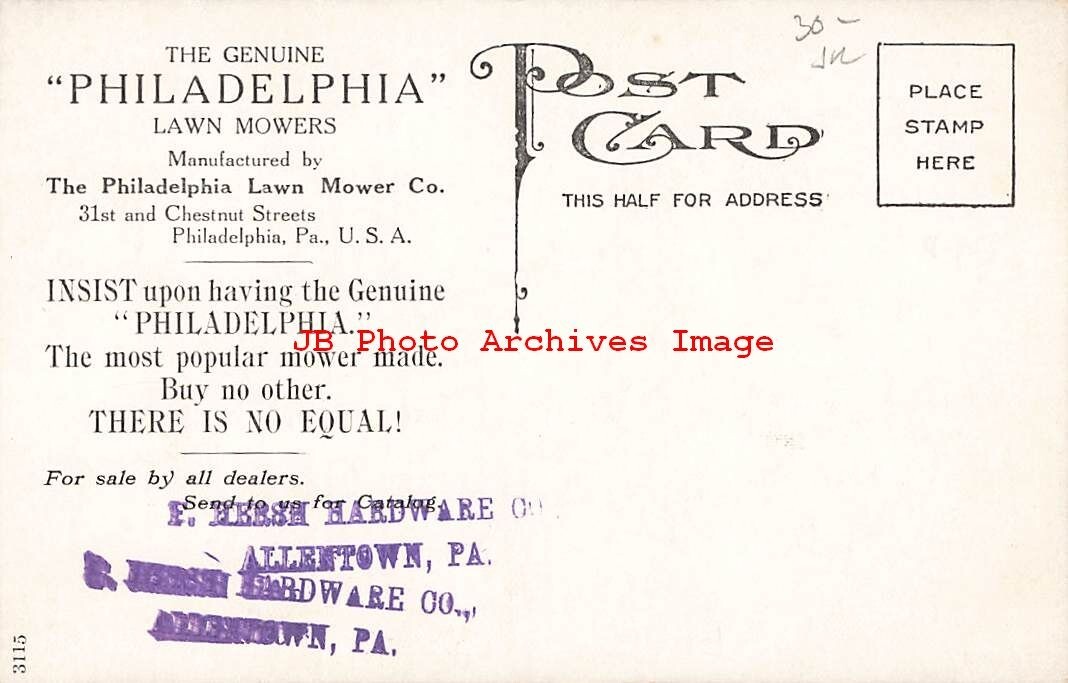 THE GENUINE
"PHILADELPHIA"
LAWN MOWERS
Manufactured by
The Philadelphia Lawn Mower Co.
31st and Chestnut Streets
Philadelphia, Pa., U. S. A.
INSIST upon having the Genuine
"PHILADELPHIA."
The most popular mower made.
Buy no other.
THERE IS NO EQUAL!
For sale by all dealers.
Send to us for Catalog.
F. HERSH HARDWARE CO.
ALLENTOWN, PA.
F. HERSH HARDWARE CO.,
ALLENTOWN, PA.
3115
POST
CARD
THIS HALF FOR ADDRESS
30-
PLACE
STAMP
HERE
JB Photo Archives Image